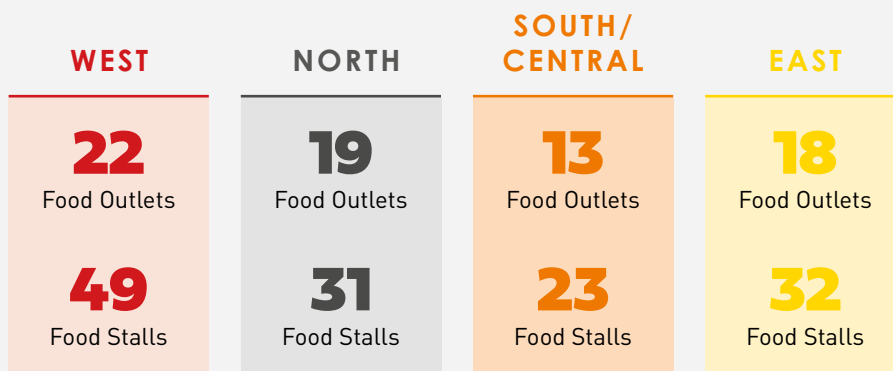 WEST
22
Food Outlets
49
Food Stalls
NORTH
19
Food Outlets
31
Food Stalls
SOUTH/
CENTRAL
13
Food Outlets
23
Food Stalls
EAST
18
Food Outlets
32
Food Stalls